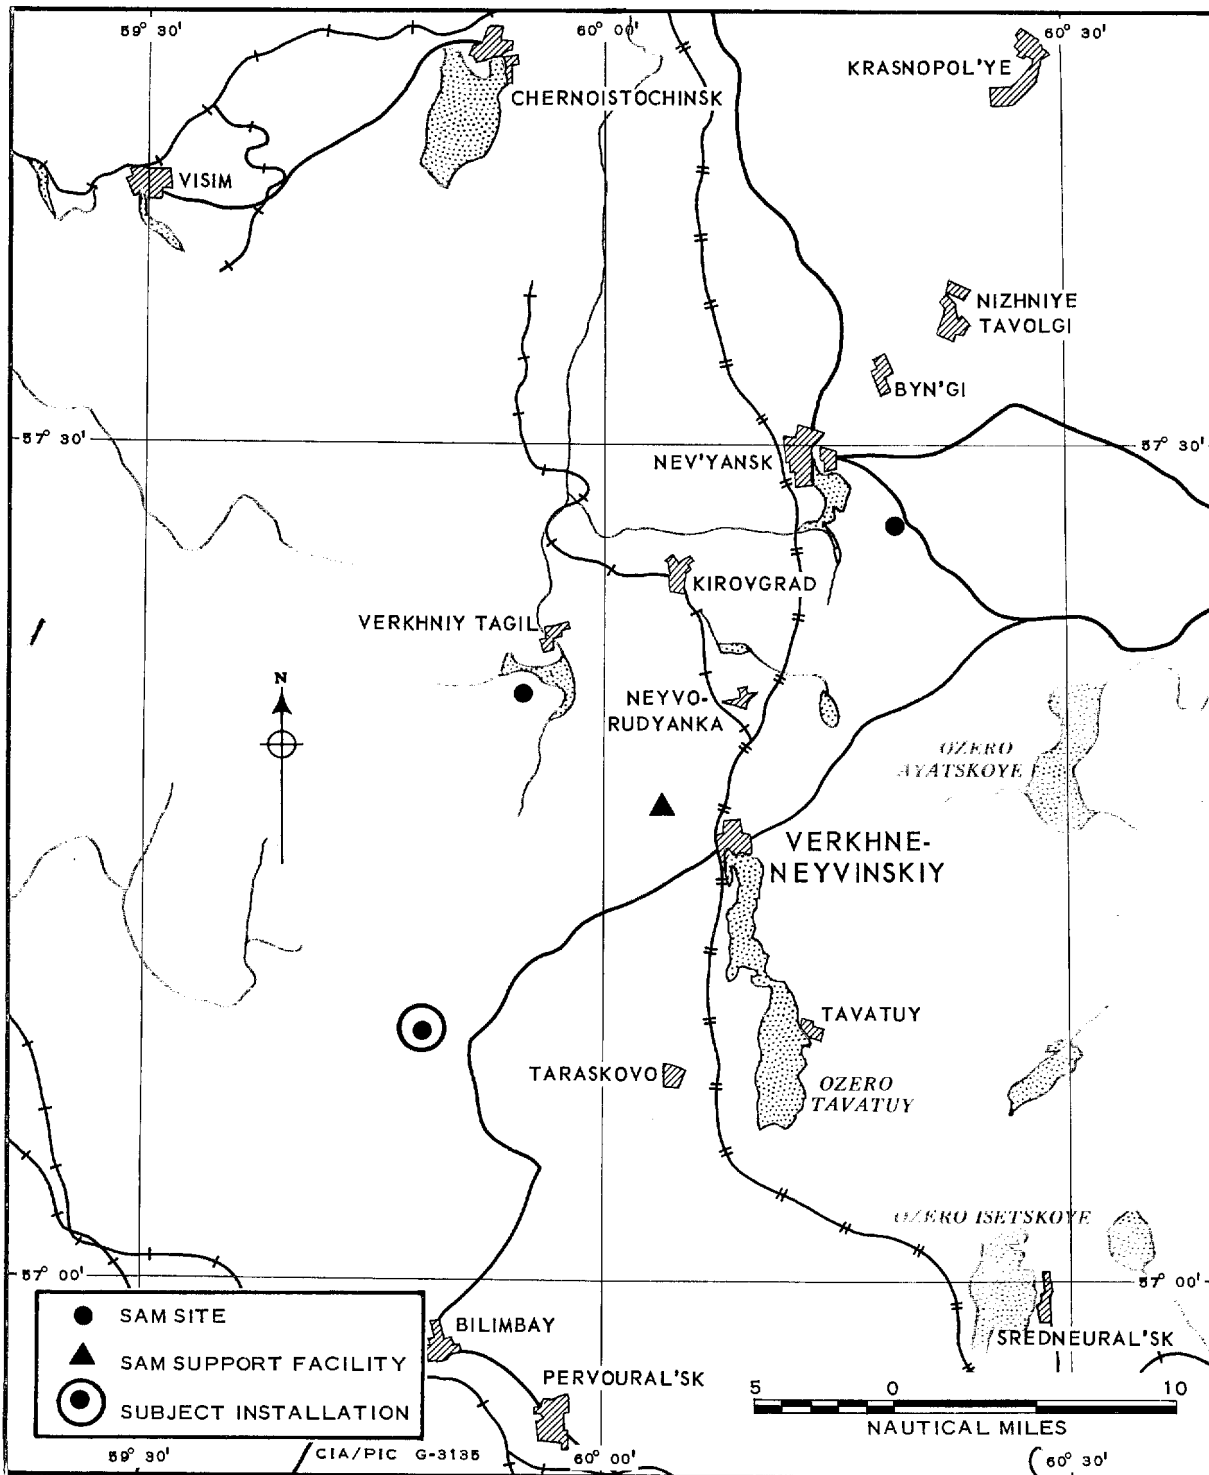 59° 30'
60° 00'
60° 30'
KRASNOPOL'YE
CHERNOISTOCHINSK
VISIM
NIZHNIYE
TAVOLGI
BYN'GI
57° 30'
57° 30'
NEV'YANSK
KIROVGRAD
VERKHNIY TAGIL
N
NEYVO-
RUDYANKA
OZERO
AYATSKOYE
VERKHNE-
NEYVINSKIY
TAVATUY
TARASKOVO
OZERO
TAVATUY
OZERO ISETSKOYE
57° 00'
57° 00'
SAM SITE
SAM SUPPORT FACILITY
SUBJECT INSTALLATION
BILIMBAY
PERVOURAL'SK
SREDNEURAL'SK
5 0 10
NAUTICAL MILES
59° 30'
CIA/PIC G-3135
60° 00'
60° 30'